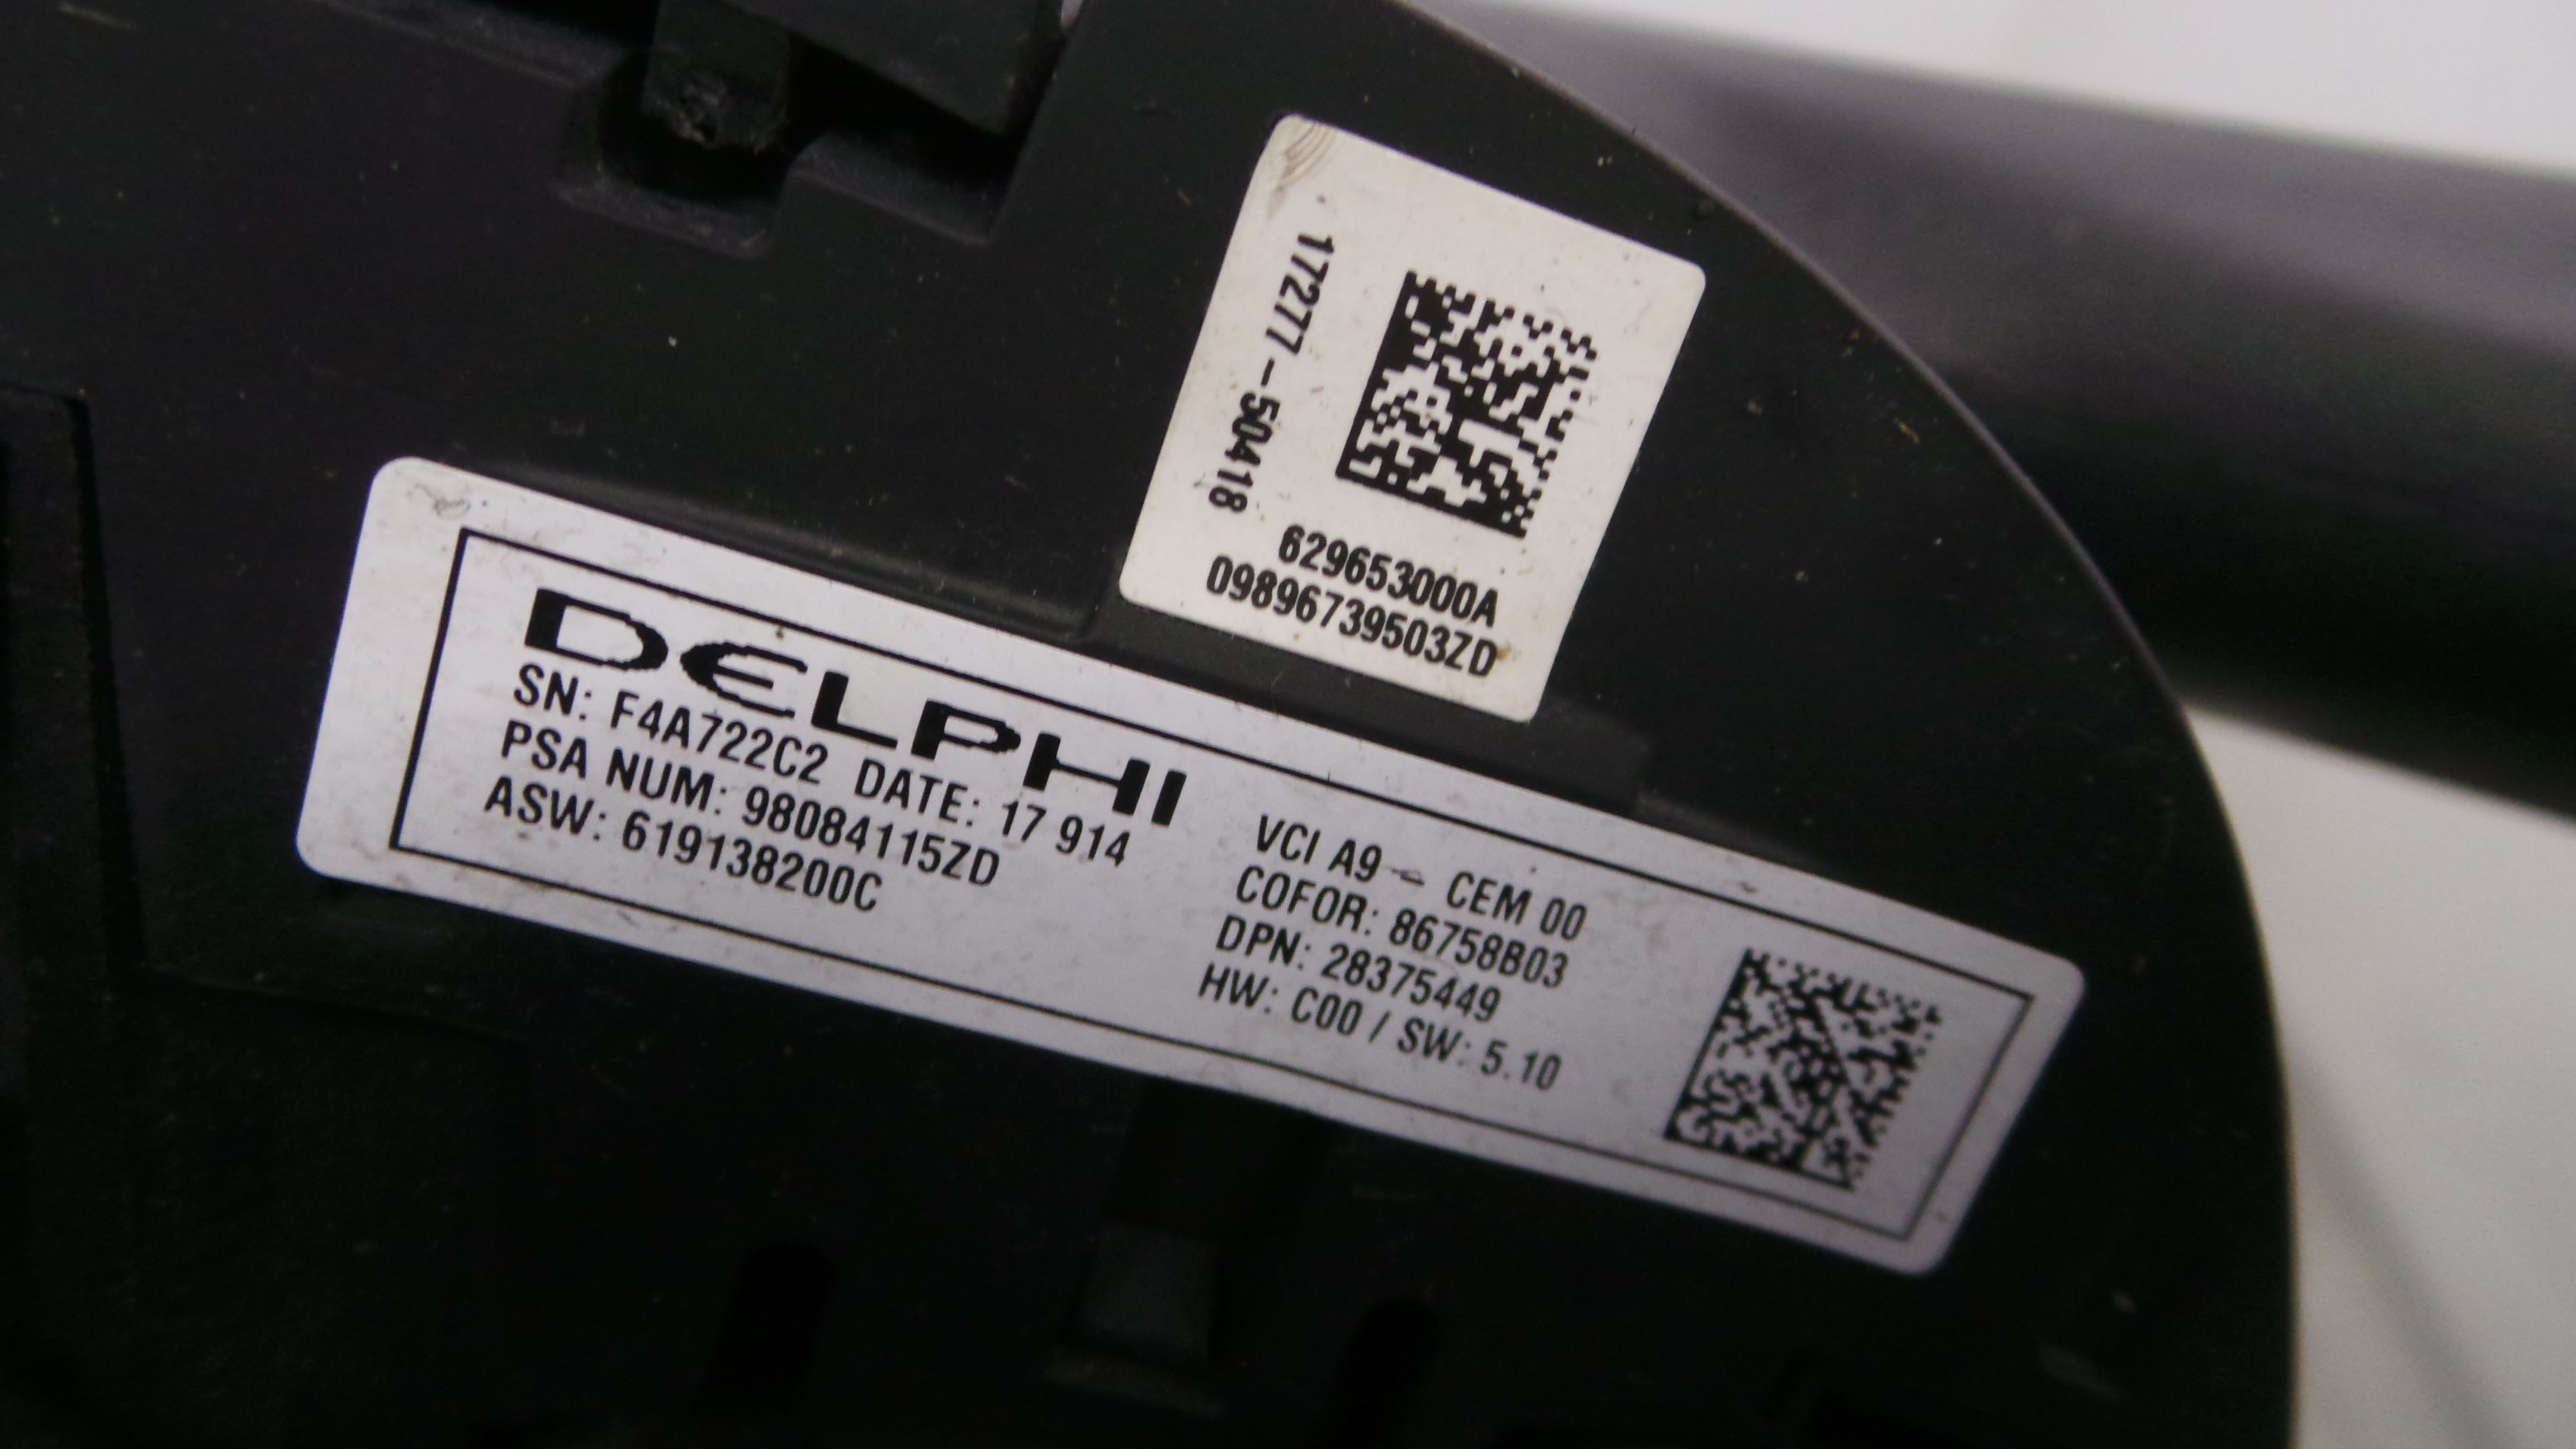 17277-50418
629653000A
09896739503ZD
DELPHI
SN: F4A722C2 DATE: 17 914
PSA NUM: 98084115ZD
ASW: 619138200C
VCI A9 - CEM 00
COFOR: 86758B03
DPN: 28375449
HW: C00 / SW: 5.10